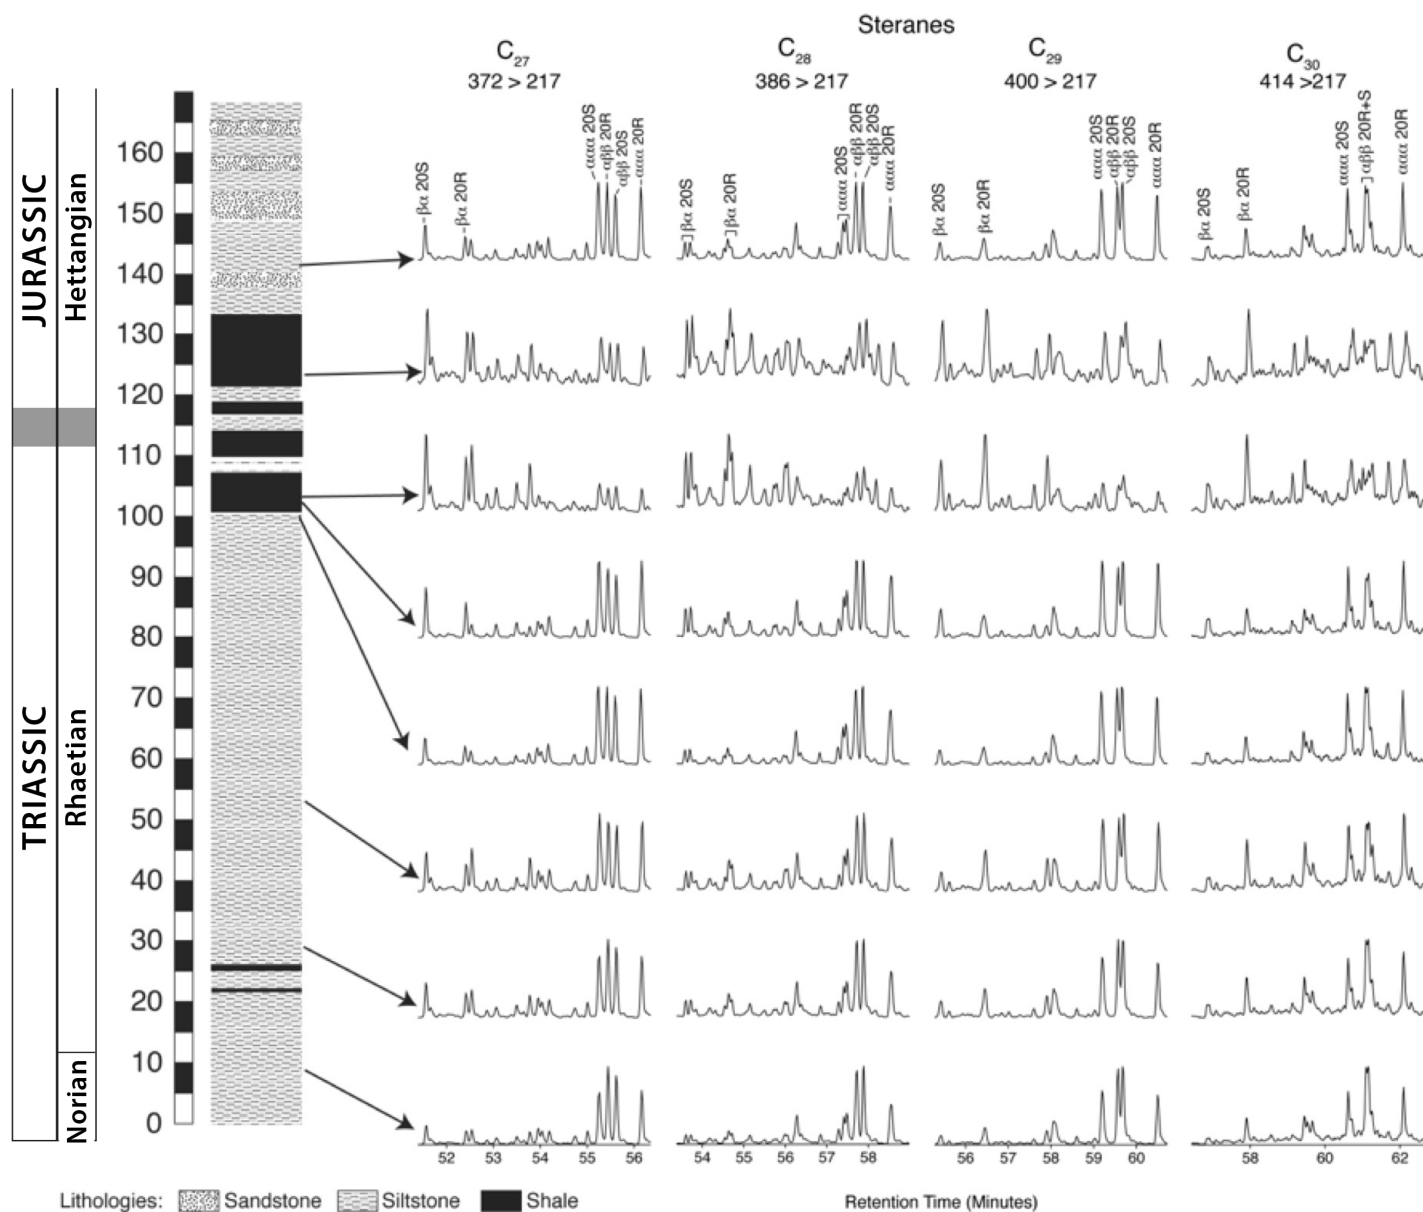 Steranes
C27
372 > 217
C28
386 > 217
C29
400 > 217
C30
414 >217
βα 20S
βα 20R
ααα 20S
αββ 20R
αββ 20S
ααα 20R
βα 20S
βα 20R
ααα 20S
αββ 20R
αββ 20S
ααα 20R
βα 20S
βα 20R
ααα 20S
αββ 20R
αββ 20S
ααα 20R
βα 20S
βα 20R
ααα 20S
αββ 20R+S
ααα 20R
JURASSIC
Hettangian
TRIASSIC
Rhaetian
Norian
160
150
140
130
120
110
100
90
80
70
60
50
40
30
20
10
0
52 53 54 55 56
54 55 56 57 58
56 57 58 59 60
58 60 62
Lithologies: Sandstone Siltstone Shale
Retention Time (Minutes)